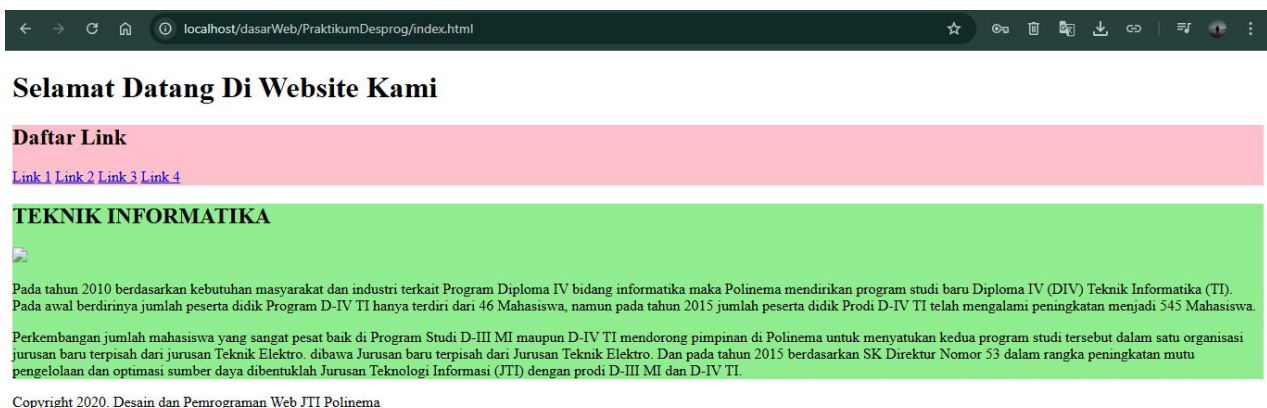 localhost/dasarWeb/PraktikumDesprog/index.html
Selamat Datang Di Website Kami
Daftar Link
Link 1 Link 2 Link 3 Link 4
TEKNIK INFORMATIKA
Pada tahun 2010 berdasarkan kebutuhan masyarakat dan industri terkait Program Diploma IV bidang informatika maka Polinema mendirikan program studi baru Diploma IV (DIV) Teknik Informatika (TI).
Pada awal berdirinya jumlah peserta didik Program D-IV TI hanya terdiri dari 46 Mahasiswa, namun pada tahun 2015 jumlah peserta didik Prodi D-IV TI telah mengalami peningkatan menjadi 545 Mahasiswa.
Perkembangan jumlah mahasiswa yang sangat pesat baik di Program Studi D-III MI maupun D-IV TI mendorong pimpinan di Polinema untuk menyatukan kedua program studi tersebut dalam satu organisasi
jurusan baru terpisah dari jurusan Teknik Elektro. dibawa Jurusan baru terpisah dari Jurusan Teknik Elektro. Dan pada tahun 2015 berdasarkan SK Direktur Nomor 53 dalam rangka peningkatan mutu
pengelolaan dan optimasi sumber daya dibentuklah Jurusan Teknologi Informasi (JTI) dengan prodi D-III MI dan D-IV TI.
Copyright 2020. Desain dan Pemrograman Web JTI Polinema